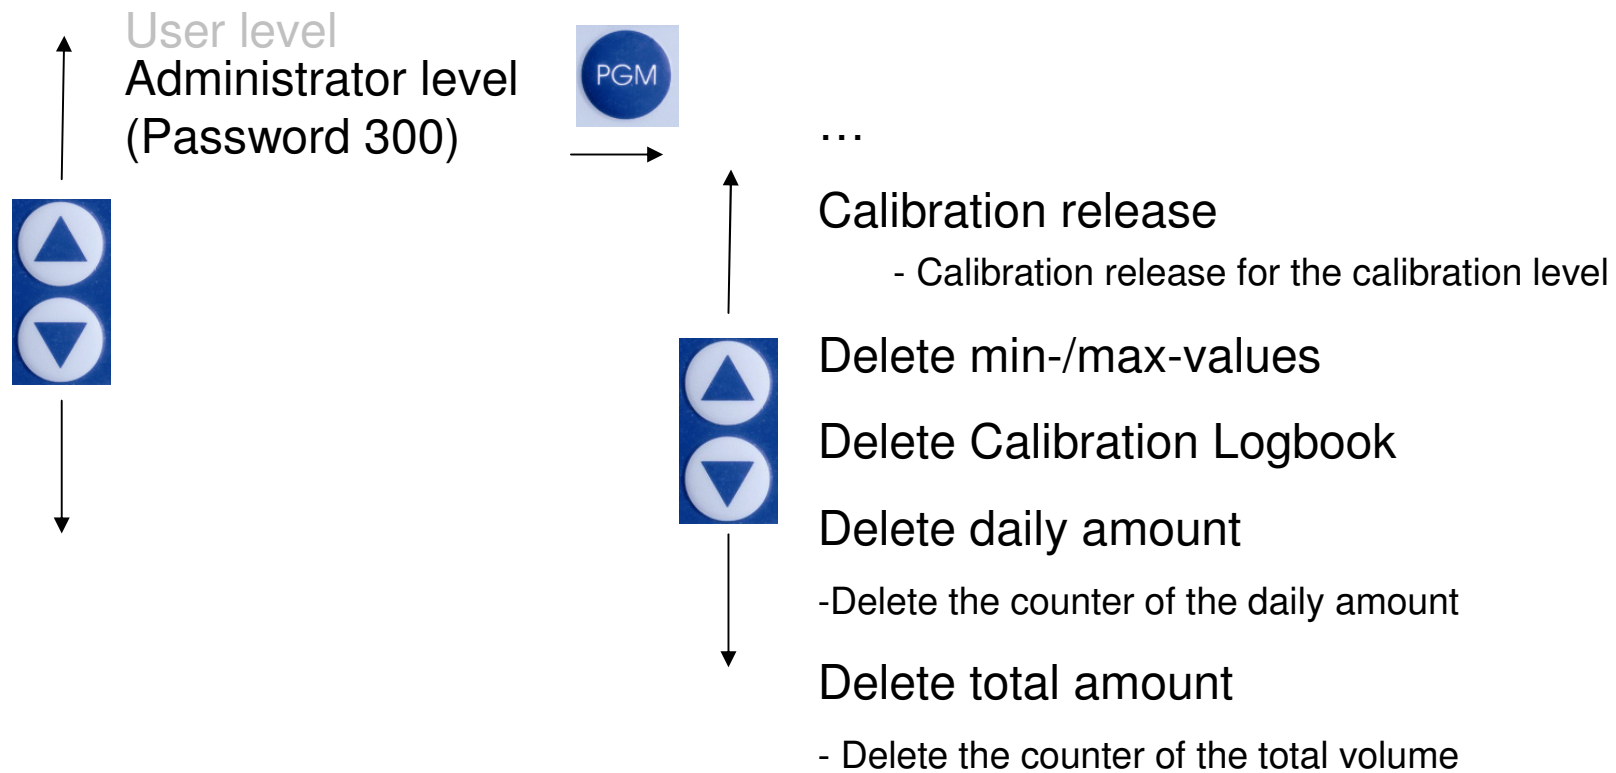 User level
Administrator level
(Password 300)
PGM
...
Calibration release
- Calibration release for the calibration level
Delete min-/max-values
Delete Calibration Logbook
Delete daily amount
-Delete the counter of the daily amount
Delete total amount
- Delete the counter of the total volume